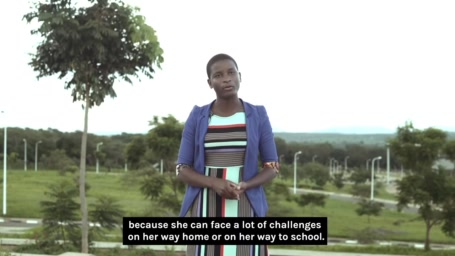 because she can face a lot of challenges
on her way home or on her way to school.